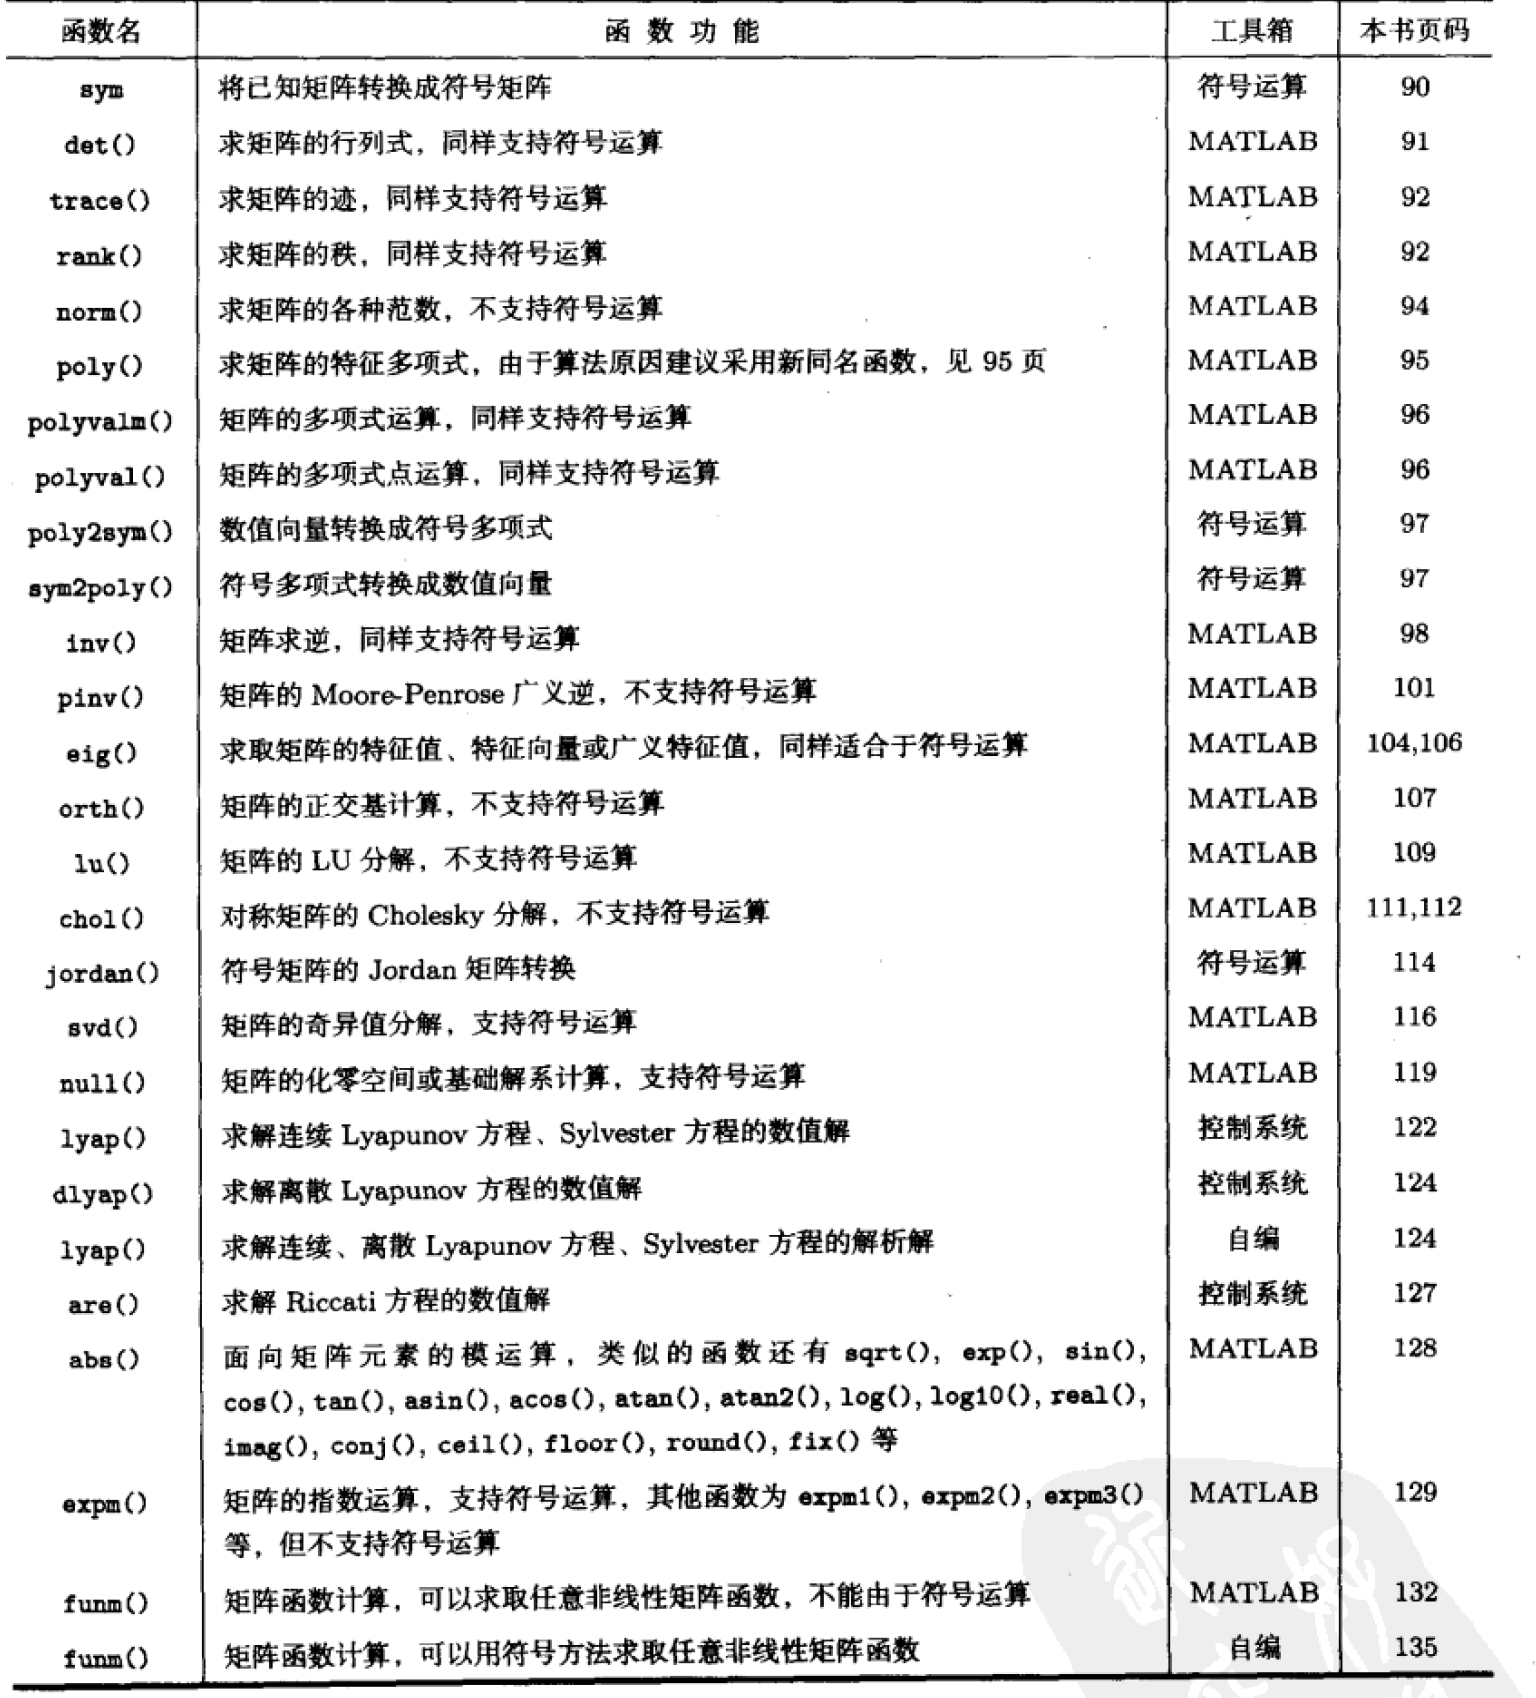 函数名 函 数 功 能 工具箱 本书页码
sym 将已知矩阵转换成符号矩阵 符号运算 90
det() 求矩阵的行列式，同样支持符号运算 MATLAB 91
trace() 求矩阵的迹，同样支持符号运算 MATLAB 92
rank() 求矩阵的秩，同样支持符号运算 MATLAB 92
norm() 求矩阵的各种范数，不支持符号运算 MATLAB 94
poly() 求矩阵的特征多项式，由于算法原因建议采用新同名函数，见 95 页 MATLAB 95
polyvalm() 矩阵的多项式运算，同样支持符号运算 MATLAB 96
polyval() 矩阵的多项式点运算，同样支持符号运算 MATLAB 96
poly2sym() 数值向量转换成符号多项式 符号运算 97
sym2poly() 符号多项式转换成数值向量 符号运算 97
inv() 矩阵求逆，同样支持符号运算 MATLAB 98
pinv() 矩阵的 Moore-Penrose 广义逆，不支持符号运算 MATLAB 101
eig() 求取矩阵的特征值、特征向量或广义特征值，同样适合于符号运算 MATLAB 104,106
orth() 矩阵的正交基计算，不支持符号运算 MATLAB 107
lu() 矩阵的 LU 分解，不支持符号运算 MATLAB 109
chol() 对称矩阵的 Cholesky 分解，不支持符号运算 MATLAB 111,112
jordan() 符号矩阵的 Jordan 矩阵转换 符号运算 114
svd() 矩阵的奇异值分解，支持符号运算 MATLAB 116
null() 矩阵的化零空间或基础解系计算，支持符号运算 MATLAB 119
lyap() 求解连续 Lyapunov 方程、Sylvester 方程的数值解 控制系统 122
dlyap() 求解离散 Lyapunov 方程的数值解 控制系统 124
lyap() 求解连续、离散 Lyapunov 方程、Sylvester 方程的解析解 自编 124
are() 求解 Riccati 方程的数值解 控制系统 127
abs() 面向矩阵元素的模运算，类似的函数还有 sqrt(), exp(), sin(), MATLAB 128
cos(), tan(), asin(), acos(), atan(), atan2(), log(), log10(), real(),
imag(), conj(), ceil(), floor(), round(), fix() 等
expm() 矩阵的指数运算，支持符号运算，其他函数为 expm1(), expm2(), expm3() MATLAB 129
等，但不支持符号运算
funm() 矩阵函数计算，可以求取任意非线性矩阵函数，不能由于符号运算 MATLAB 132
funm() 矩阵函数计算，可以用符号方法求取任意非线性矩阵函数 自编 135